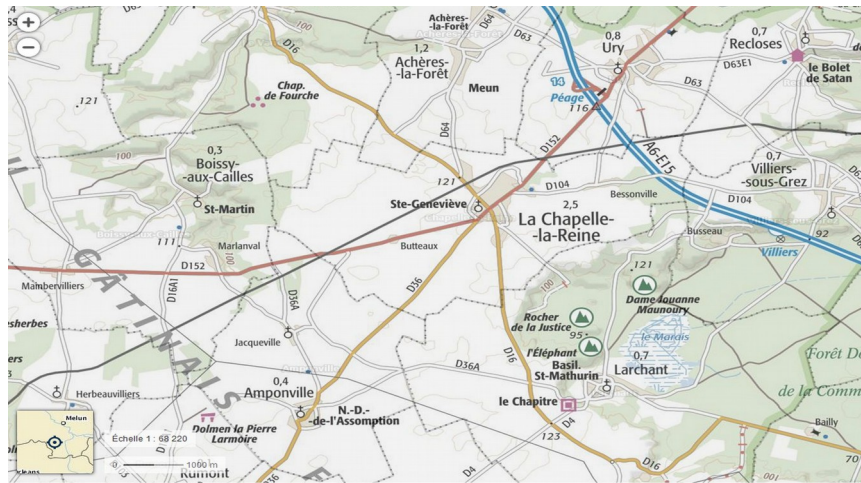 +
−
Achères-
la-Forêt
D64
D63
D16
1,2
Achères-
-la-Forêt
Meun
0,8
Ury
0,7
Recloses
D63E1
D63
le Bolet
de Satan
14
Péage
116
Chap.
de Fourche
121
100
D64
D152
A6-E15
0,3
Boissy-
-aux-Cailles
St-Martin
111
Marlanval
100
121
Ste-Geneviève
D104
Bessonville
0,7
Villiers-
-sous-Grez
D104
2,5
La Chapelle-
-la-Reine
Busseau
92
Villiers
GÂTINAIS
D152
Butteaux
D16A1
Mainbervilliers
D36
D36A
100
121
Dame Jouanne
Maunoury
Rocher
de la Justice
95
le Marais
l'Éléphant
Basil.
St-Mathurin
0,7
Larchant
Jacqueville
D16
D36A
Herbeauvilliers
0,4
Amponville
N.-D.-
-de-l'Assomption
le Chapitre
D4
123
Bailly
Dolmen la Pierre
Larmoire
Rumont
D4
D16
70
Melun
Échelle 1 : 68 220
0
1000 m